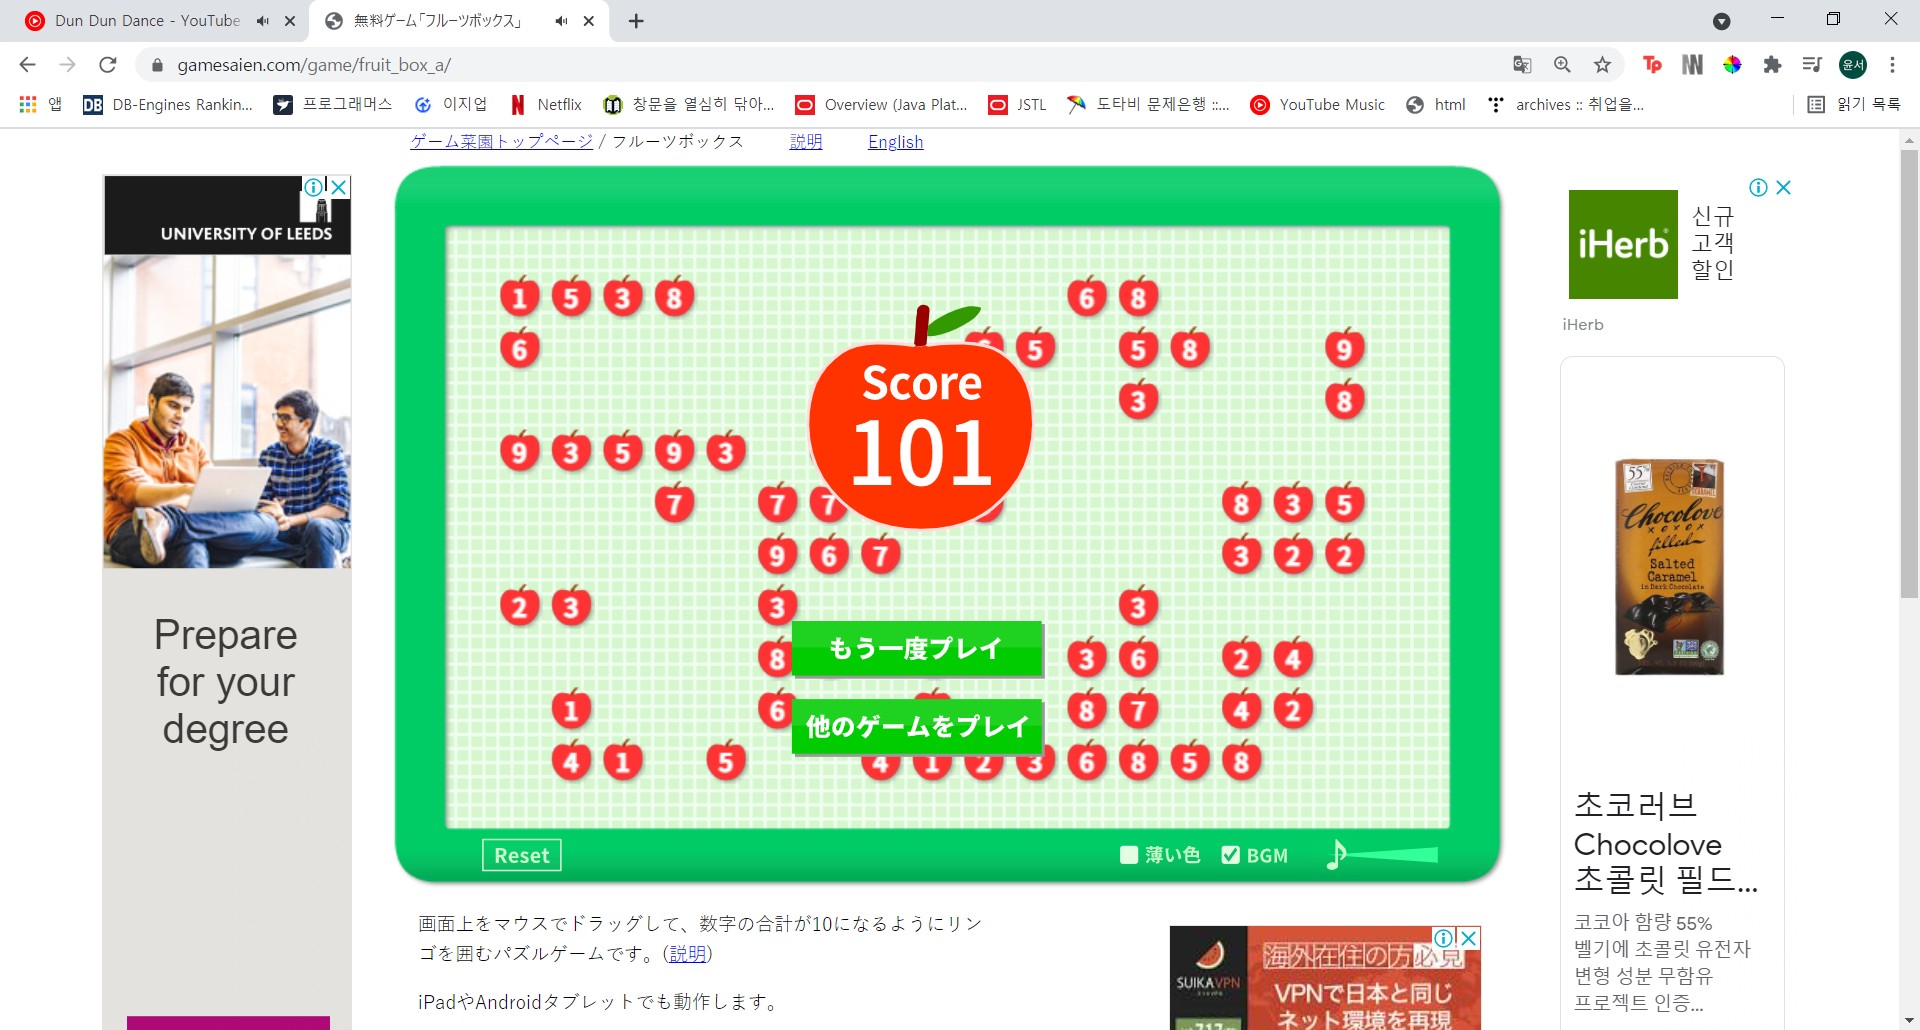 Dun Dun Dance - YouTube
無料ゲーム「フルーツボックス」
gamesaien.com/game/fruit_box_a/
Tp
윤서
앱
DB
DB-Engines Rankin...
프로그래머스
이지업
Netflix
창문을 열심히 닦아...
Overview (Java Plat...
JSTL
도타비 문제은행 ::...
YouTube Music
html
archives :: 취업을...
읽기 목록
ゲーム菜園トップページ / フルーツボックス
説明
English
UNIVERSITY OF LEEDS
Prepare
for your
degree
1 5 3 8 6 8
6 5 5 8 9
3 8
9 3 5 9 3
7 7 7 8 3 5
9 6 7 3 2 2
2 3 3 3
8 3 6 2 4
1 6 8 7 4 2
4 1 5 4 1 2 3 6 8 5 8
Score
101
もう一度プレイ
他のゲームをプレイ
Reset
薄い色
BGM
画面上をマウスでドラッグして、数字の合計が10になるようにリン
ゴを囲むパズルゲームです。(説明)
iPadやAndroidタブレットでも動作します。
SUIKAVPN
海外在住の方必見
VPNで日本と同じ
ネット環境を再現
iHerb
신규
고객
할인
iHerb
55%
Chocolove
filled
Salted
Caramel
in Dark Chocolate
초코러브
Chocolove
초콜릿 필드...
코코아 함량 55%
벨기에 초콜릿 유전자
변형 성분 무함유
프로젝트 인증...